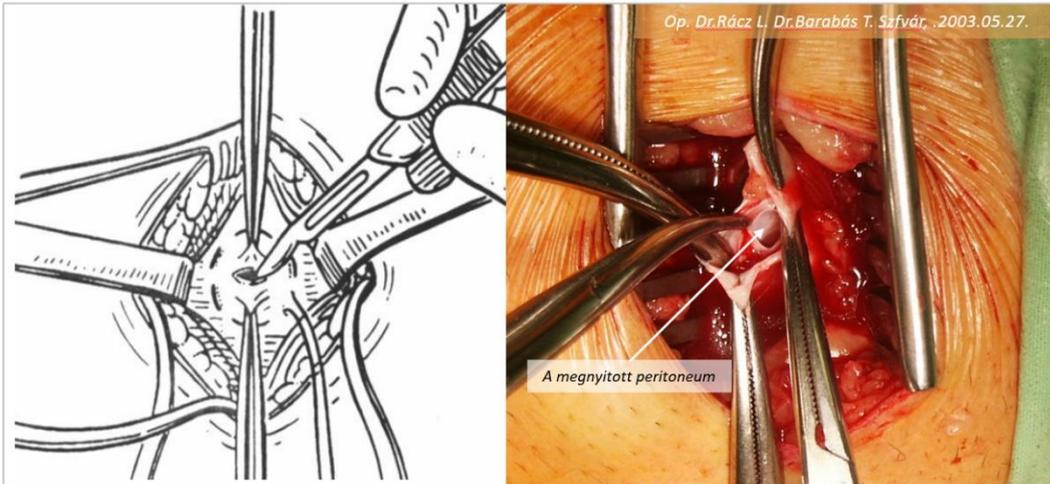 Op. Dr.Rácz L. Dr.Barabás T. Szfvár, .2003.05.27.
A megnyitott peritoneum